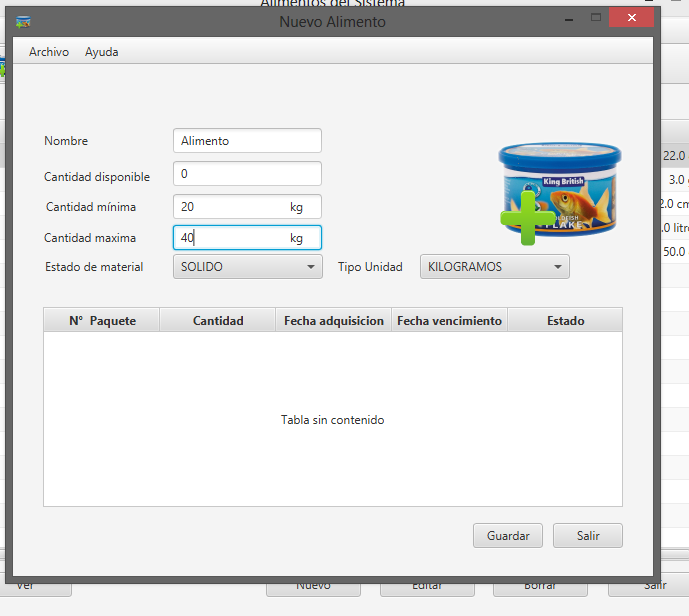 Alimentos del Sistema
Nuevo Alimento
Archivo Ayuda
Nombre Alimento
Cantidad disponible 0
Cantidad mínima 20 kg
Cantidad maxima 40 kg
Estado de material SOLIDO Tipo Unidad KILOGRAMOS
King British
FLAKE
N° Paquete Cantidad Fecha adquisicion Fecha vencimiento Estado
Tabla sin contenido
Guardar Salir
22.0
3.0
2.0 cm
.0 litro
50.0
Ver Nuevo Editar Borrar Salir